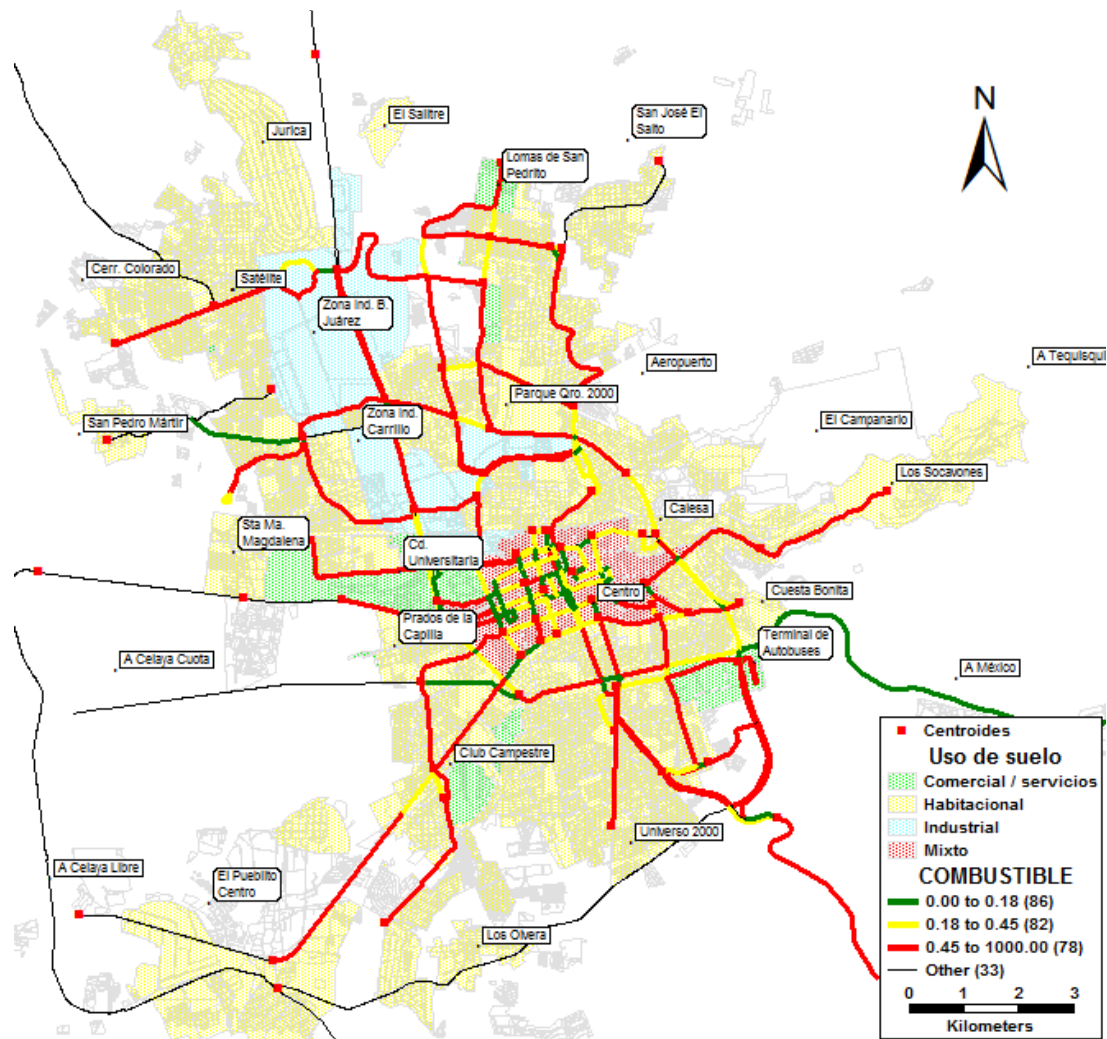 El Salitre
San José El
Salto
N
Jurica
Lomas de San
Pedrito
Cerr. Colorado
Satélite
Zona Ind. B.
Juárez
Aeropuerto
A Tequisqui
Parque Qro. 2000
San Pedro Mártir
Zona Ind.
Carrillo
El Campanario
Los Socavones
Calesa
Sta Ma.
Magdalena
Cd.
Universitaria
Centro
Cuesta Bonita
Prados de la
Capilla
Terminal de
Autobuses
A Celaya Cuota
A México
Club Campestre
Universo 2000
A Celaya Libre
El Pueblito
Centro
Los Olvera
Centroides
Uso de suelo
Comercial / servicios
Habitacional
Industrial
Mixto
COMBUSTIBLE
0.00 to 0.18 (86)
0.18 to 0.45 (82)
0.45 to 1000.00 (78)
Other (33)
0 1 2 3
Kilometers